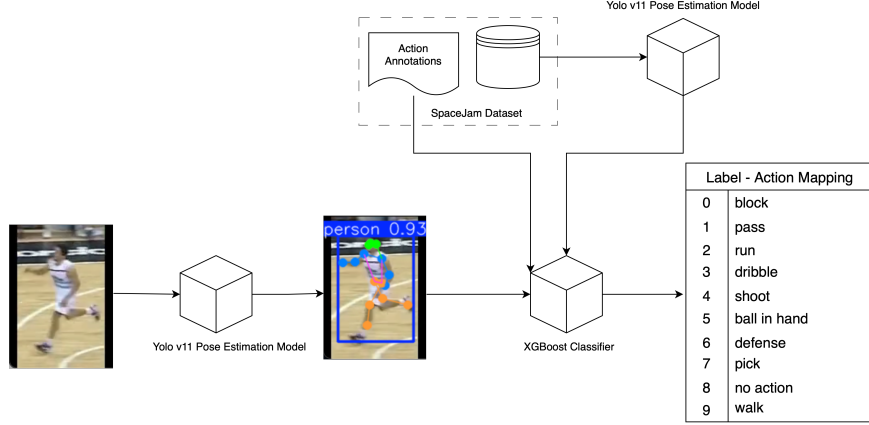 Yolo v11 Pose Estimation Model
Action
Annotations
SpaceJam Dataset
Label - Action Mapping
0 block
1 pass
2 run
3 dribble
4 shoot
5 ball in hand
6 defense
7 pick
8 no action
9 walk
person 0.93
Yolo v11 Pose Estimation Model
XGBoost Classifier